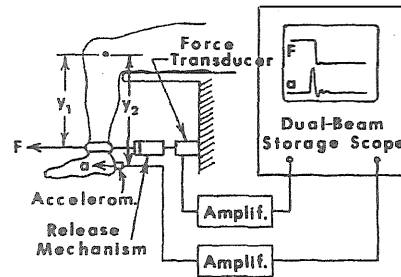 Force
Transducer
y1
y2
F
a
Accelerom.
Release
Mechanism
F
a
Dual-Beam
Storage Scope
Amplif.
Amplif.